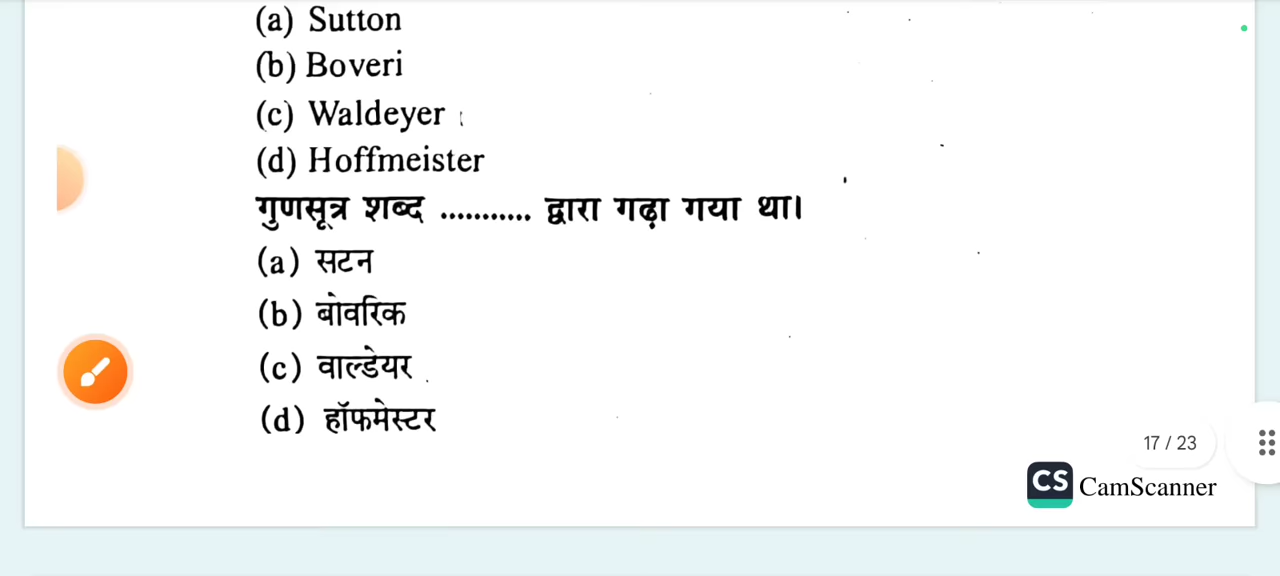 (a) Sutton
(b) Boveri
(c) Waldeyer
(d) Hoffmeister
गुणसूत्र शब्द ........... द्वारा गढ़ा गया था।
(a) सटन
(b) बोवरिक
(c) वाल्डेयर
(d) हॉफमेस्टर
17 / 23
CS CamScanner